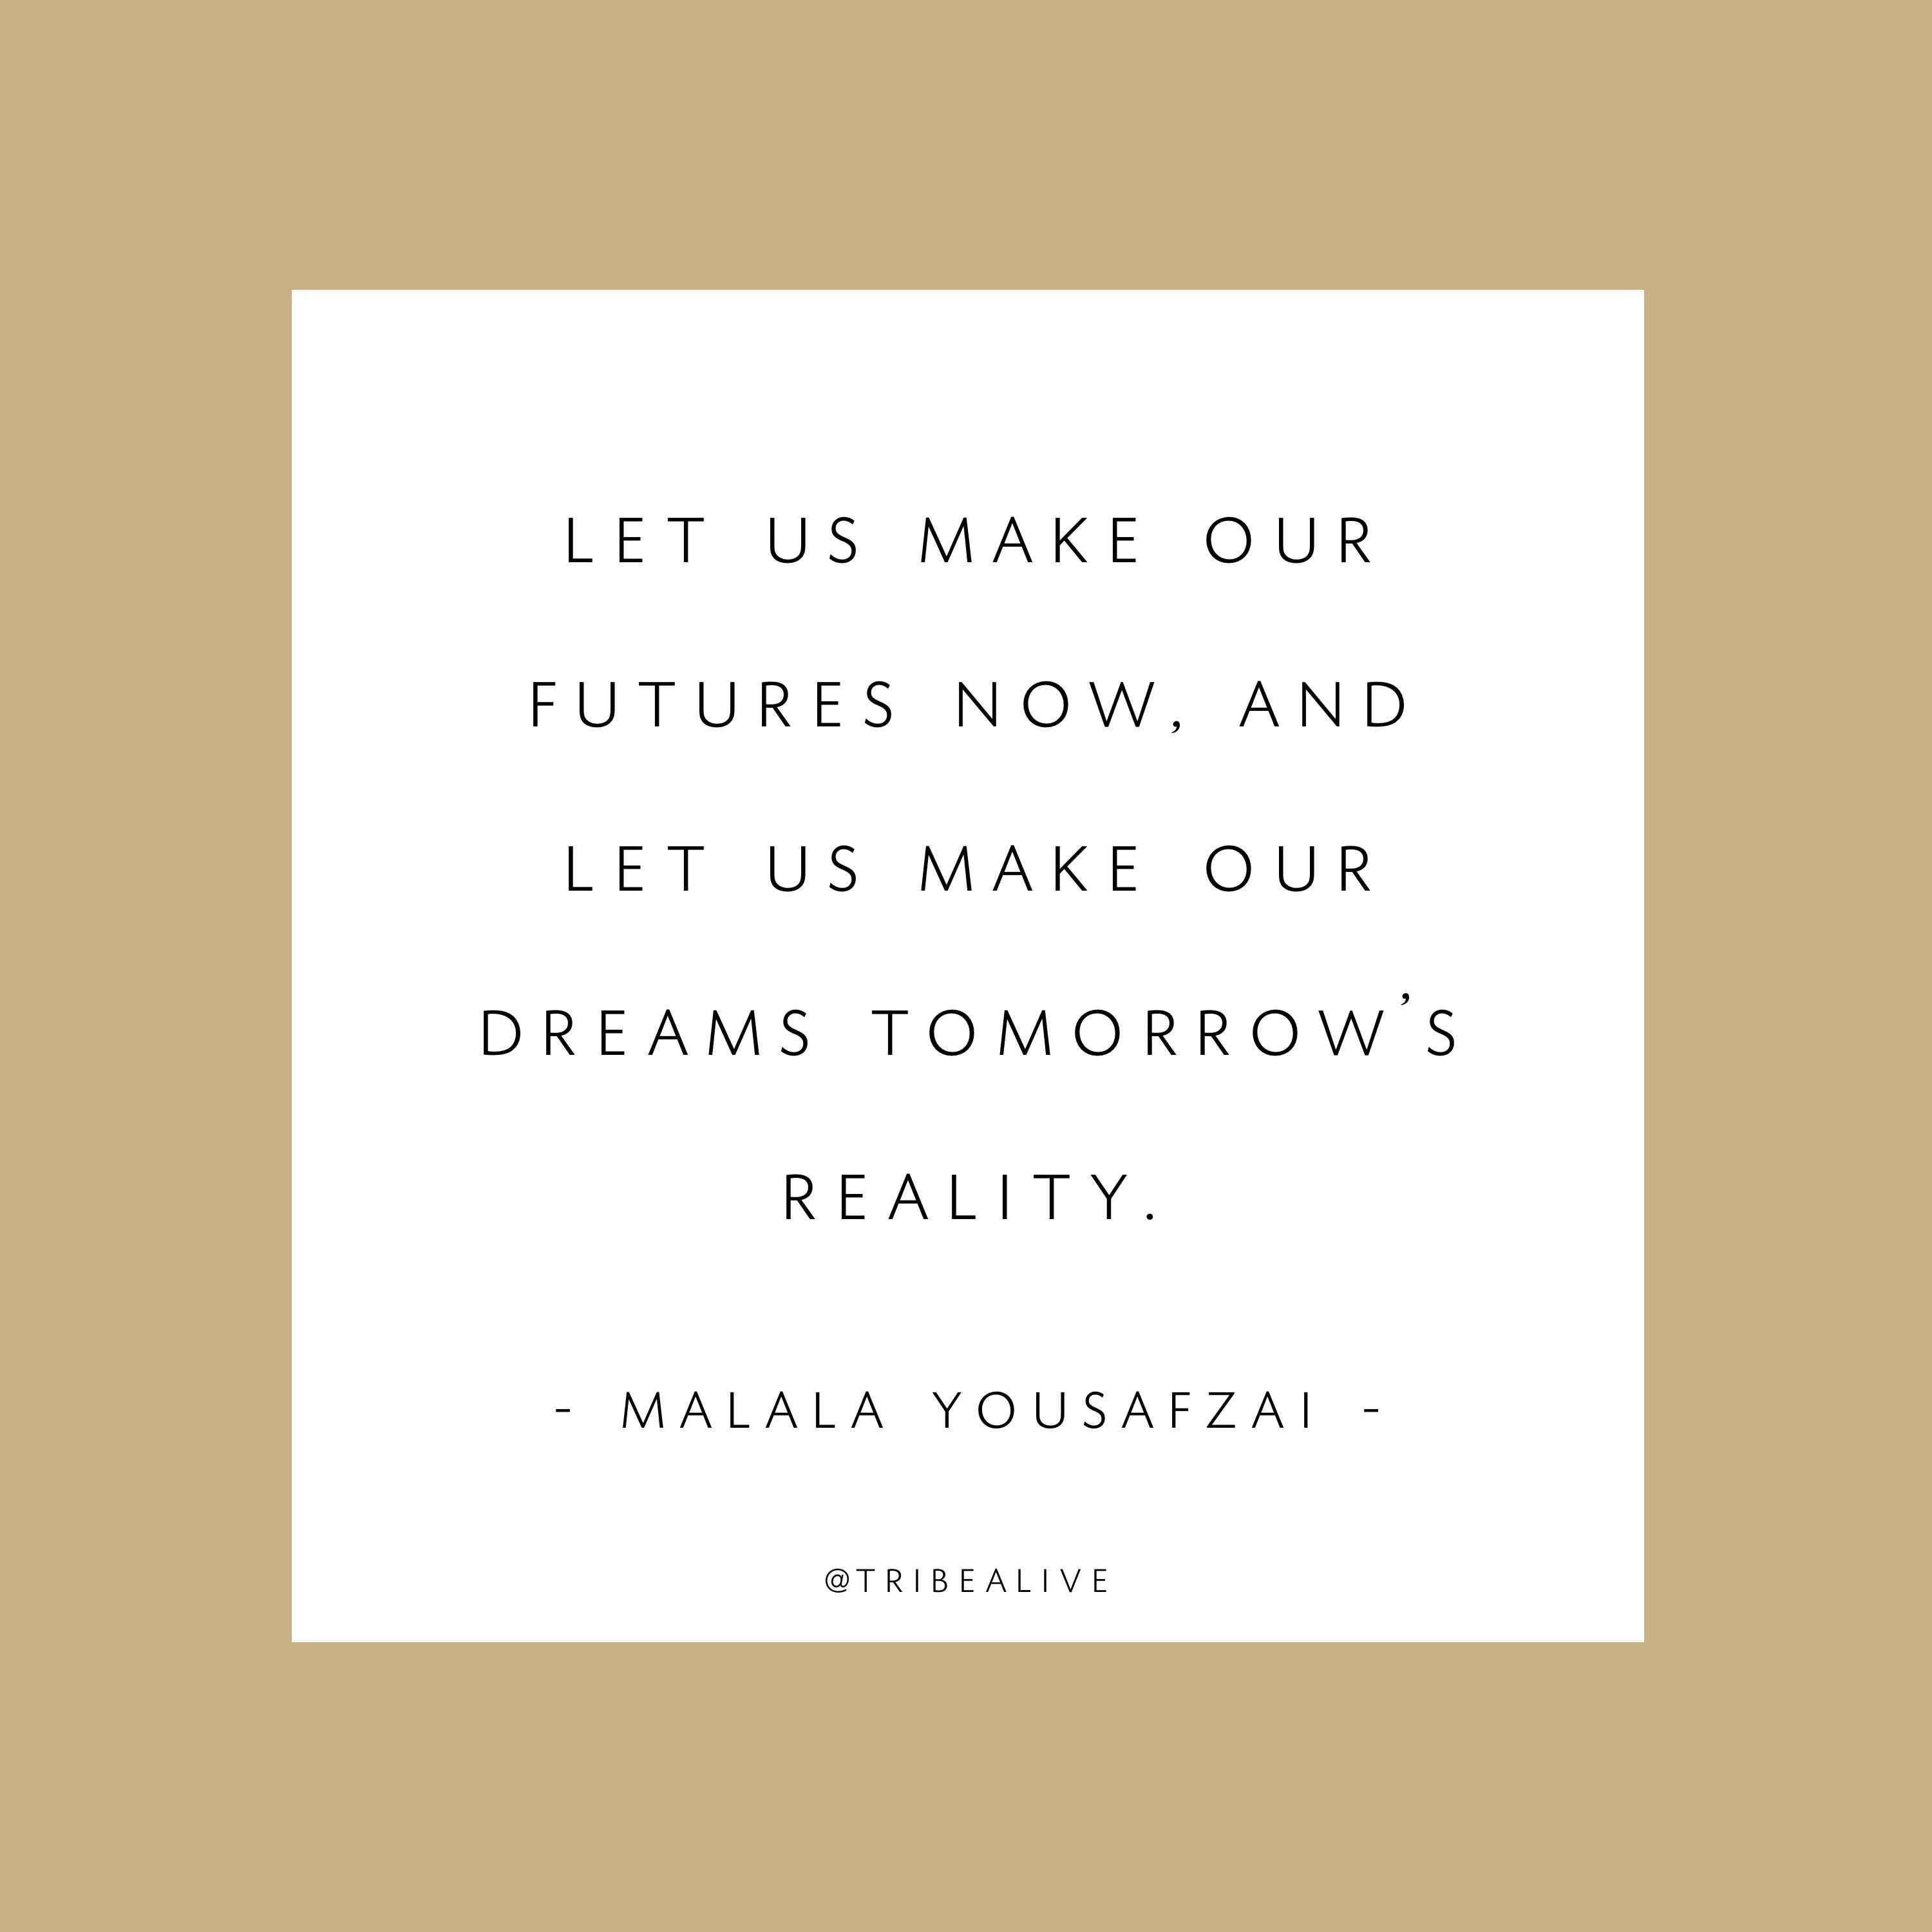 LET US MAKE OUR
FUTURES NOW, AND
LET US MAKE OUR
DREAMS TOMORROW’S
REALITY.
- MALALA YOUSAFZAI -
@TRIBEALIVE